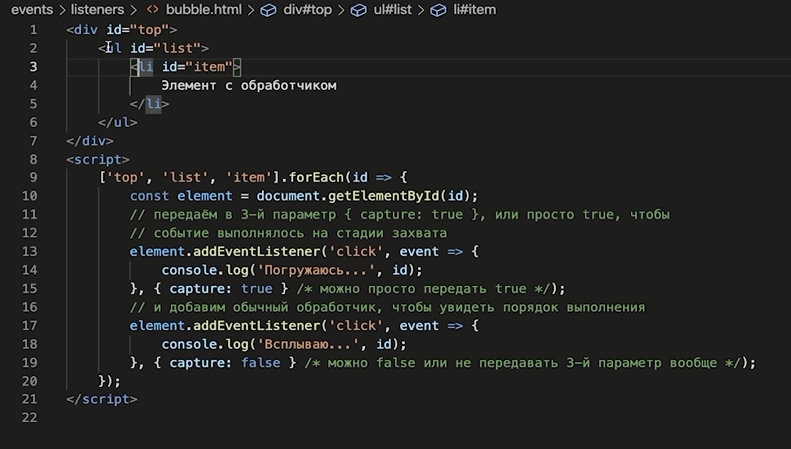 events > listeners > <> bubble.html > div#top > ul#list > li#item
1 <div id="top">
2 <ul id="list">
3 <li id="item">
4 Элемент с обработчиком
5 </li>
6 </ul>
7 </div>
8 <script>
9 ['top', 'list', 'item'].forEach(id => {
10 const element = document.getElementById(id);
11 // передаём в 3-й параметр { capture: true }, или просто true, чтобы
12 // событие выполнялось на стадии захвата
13 element.addEventListener('click', event => {
14 console.log('Погружаюсь...', id);
15 }, { capture: true } /* можно просто передать true */);
16 // и добавим обычный обработчик, чтобы увидеть порядок выполнения
17 element.addEventListener('click', event => {
18 console.log('Всплываю...', id);
19 }, { capture: false } /* можно false или не передавать 3-й параметр вообще */);
20 });
21 </script>
22